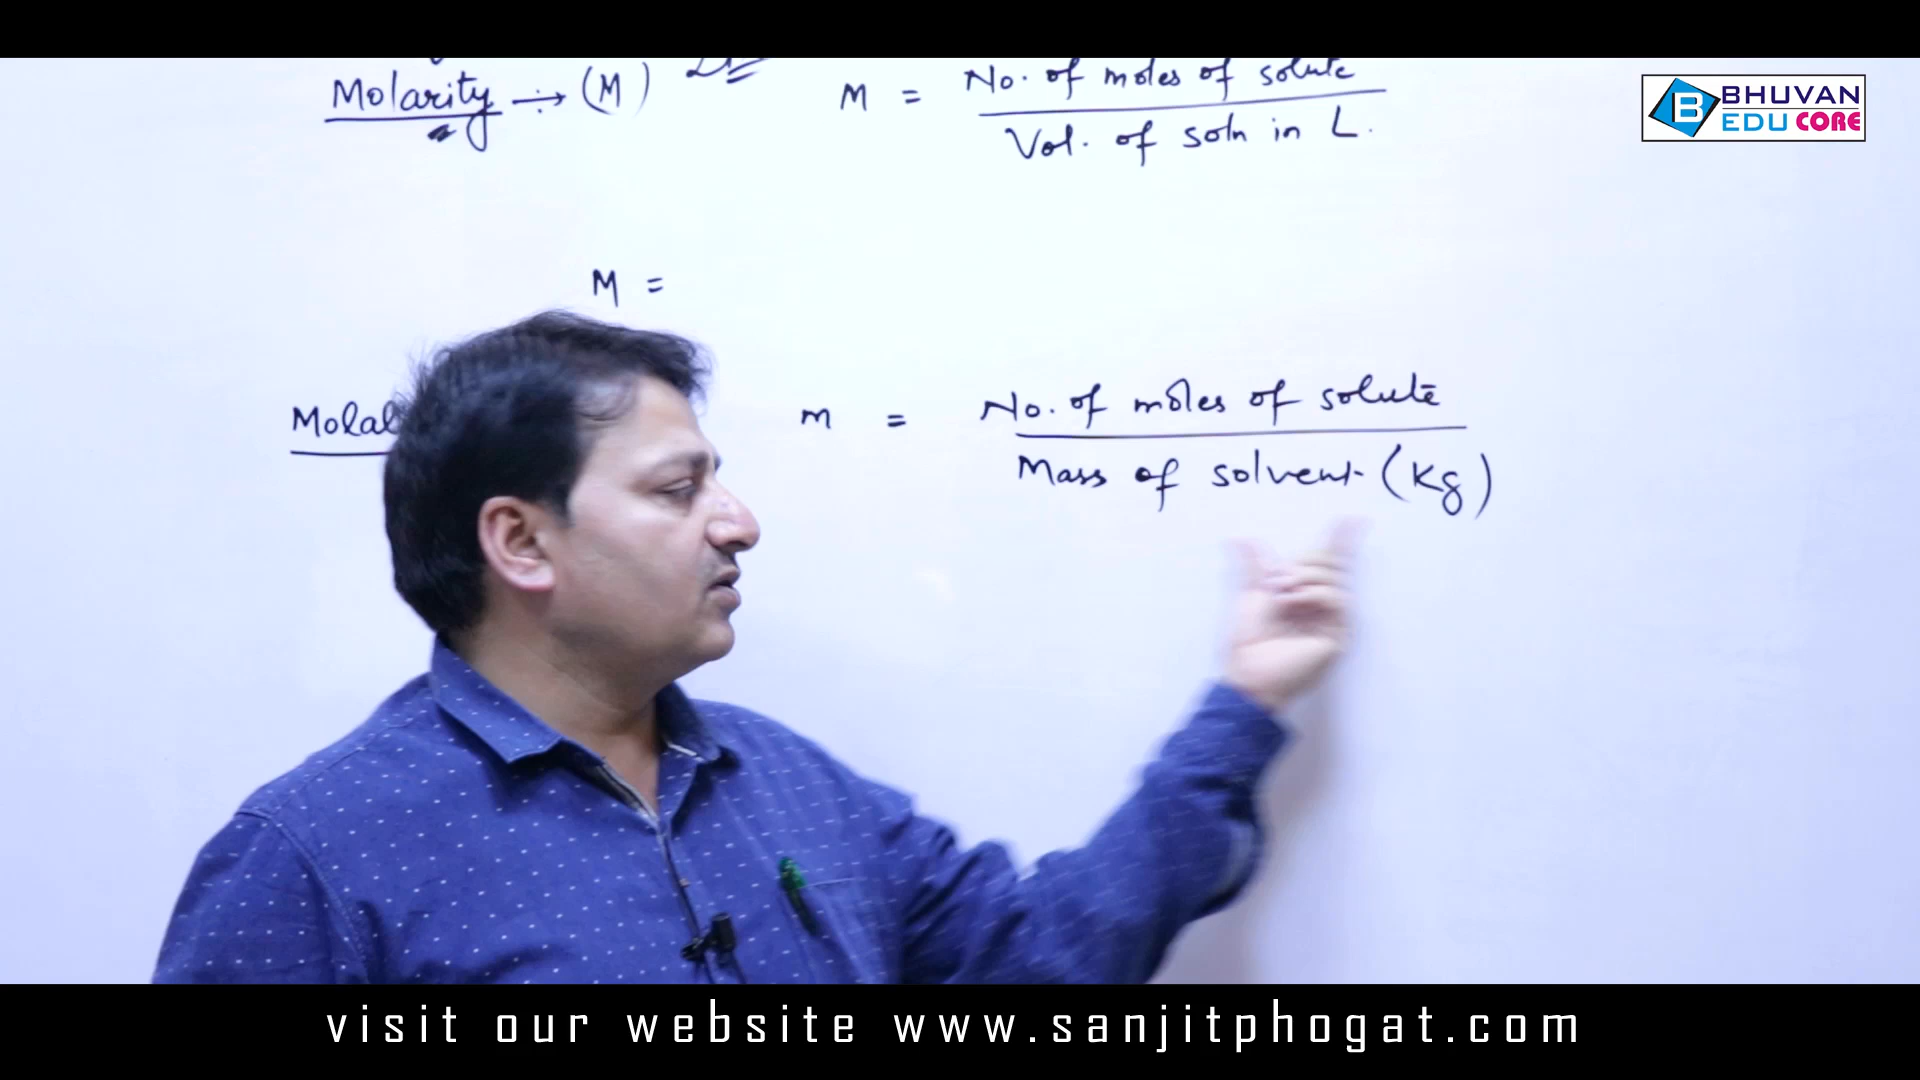 Molarity → (M)
M = No. of moles of solute
Vol. of soln in L.
BHUVAN
EDU CORE
M =
m = No. of moles of solute
Mass of solvent (Kg)
visit our website www.sanjitphogat.com